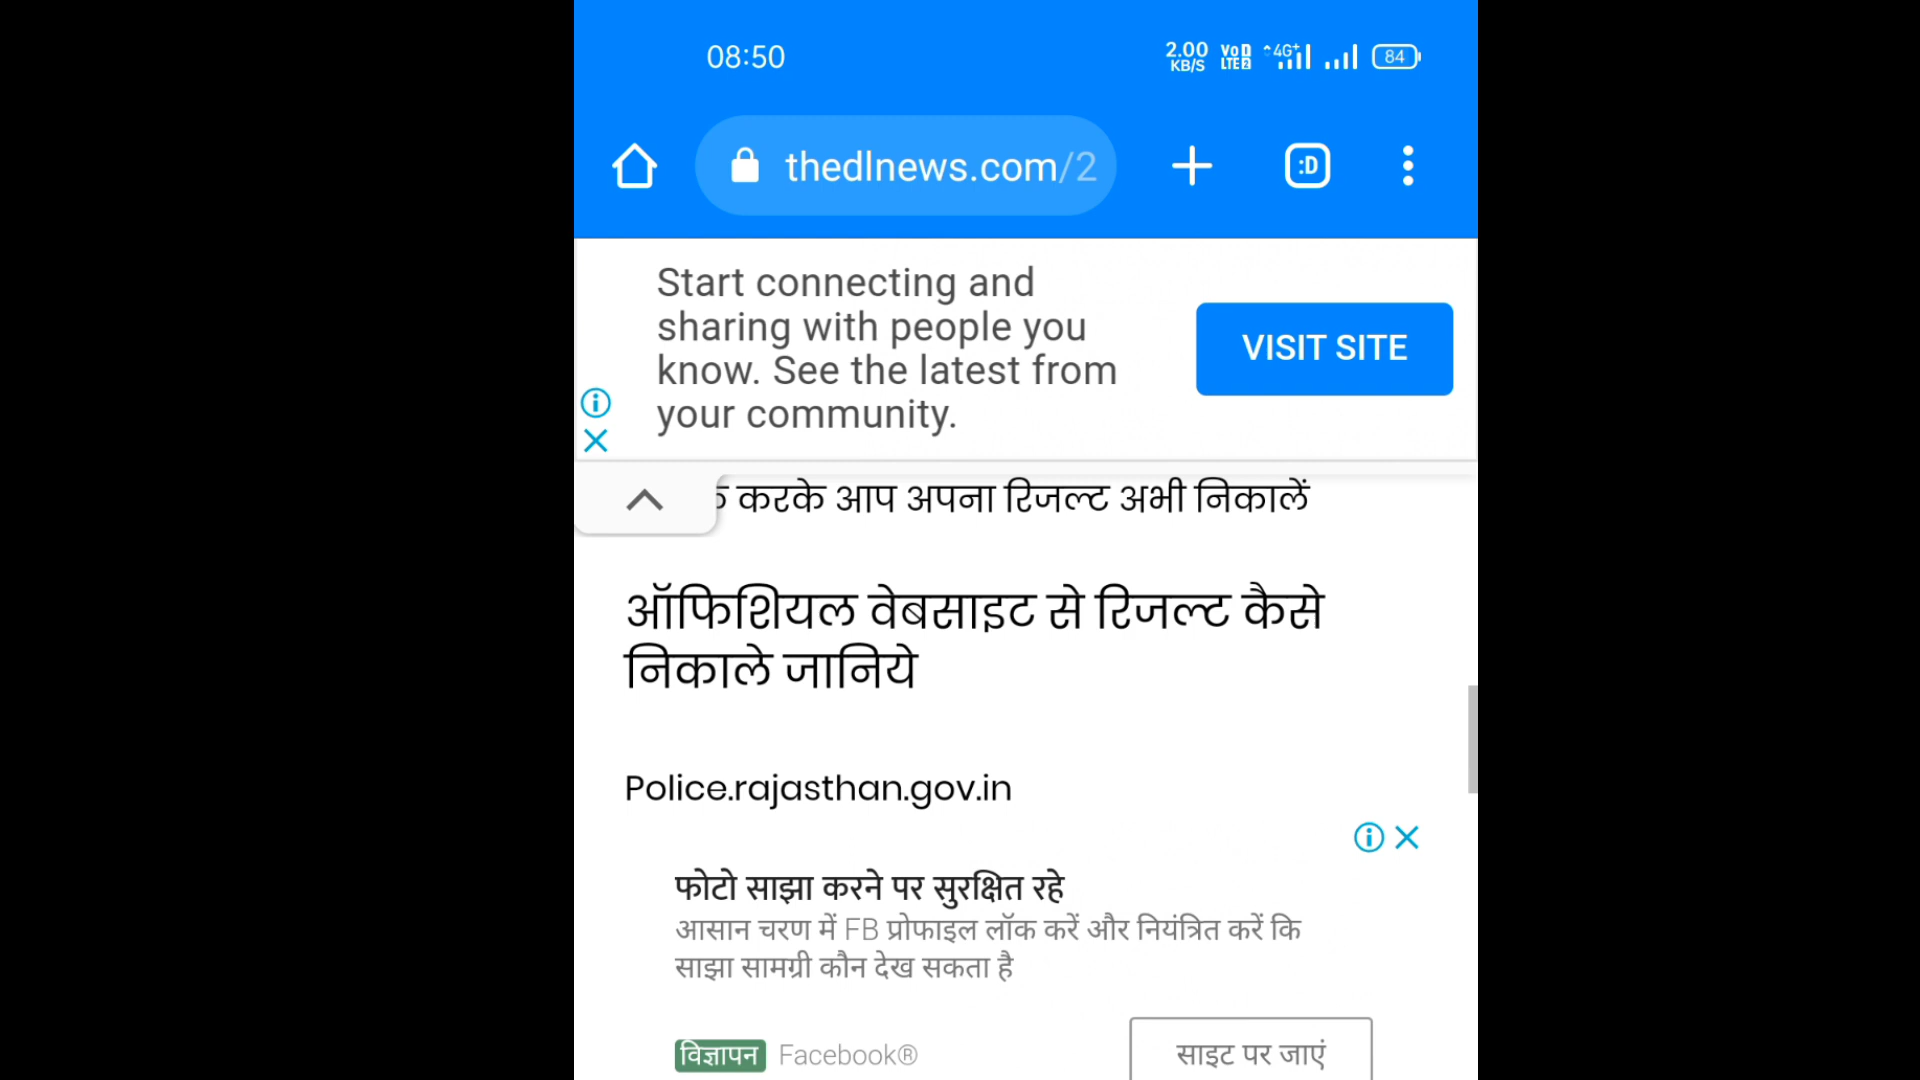 08:50
2.00 KB/S VoD LTE2 4G+ 84
thedlnews.com/2
:D
Start connecting and
sharing with people you
know. See the latest from
your community.
VISIT SITE
करके आप अपना रिजल्ट अभी निकालें
ऑफिशियल वेबसाइट से रिजल्ट कैसे
निकाले जानिये
Police.rajasthan.gov.in
फोटो साझा करने पर सुरक्षित रहे
आसान चरण में FB प्रोफाइल लॉक करें और नियंत्रित करें कि
साझा सामग्री कौन देख सकता है
विज्ञापन Facebook®
साइट पर जाएं